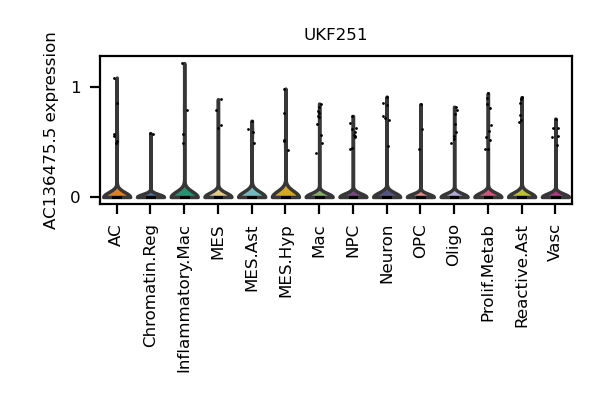 UKF251
AC136475.5 expression
1
0
AC
Chromatin.Reg
Inflammatory.Mac
MES
MES.Ast
MES.Hyp
Mac
NPC
Neuron
OPC
Oligo
Prolif.Metab
Reactive.Ast
Vasc